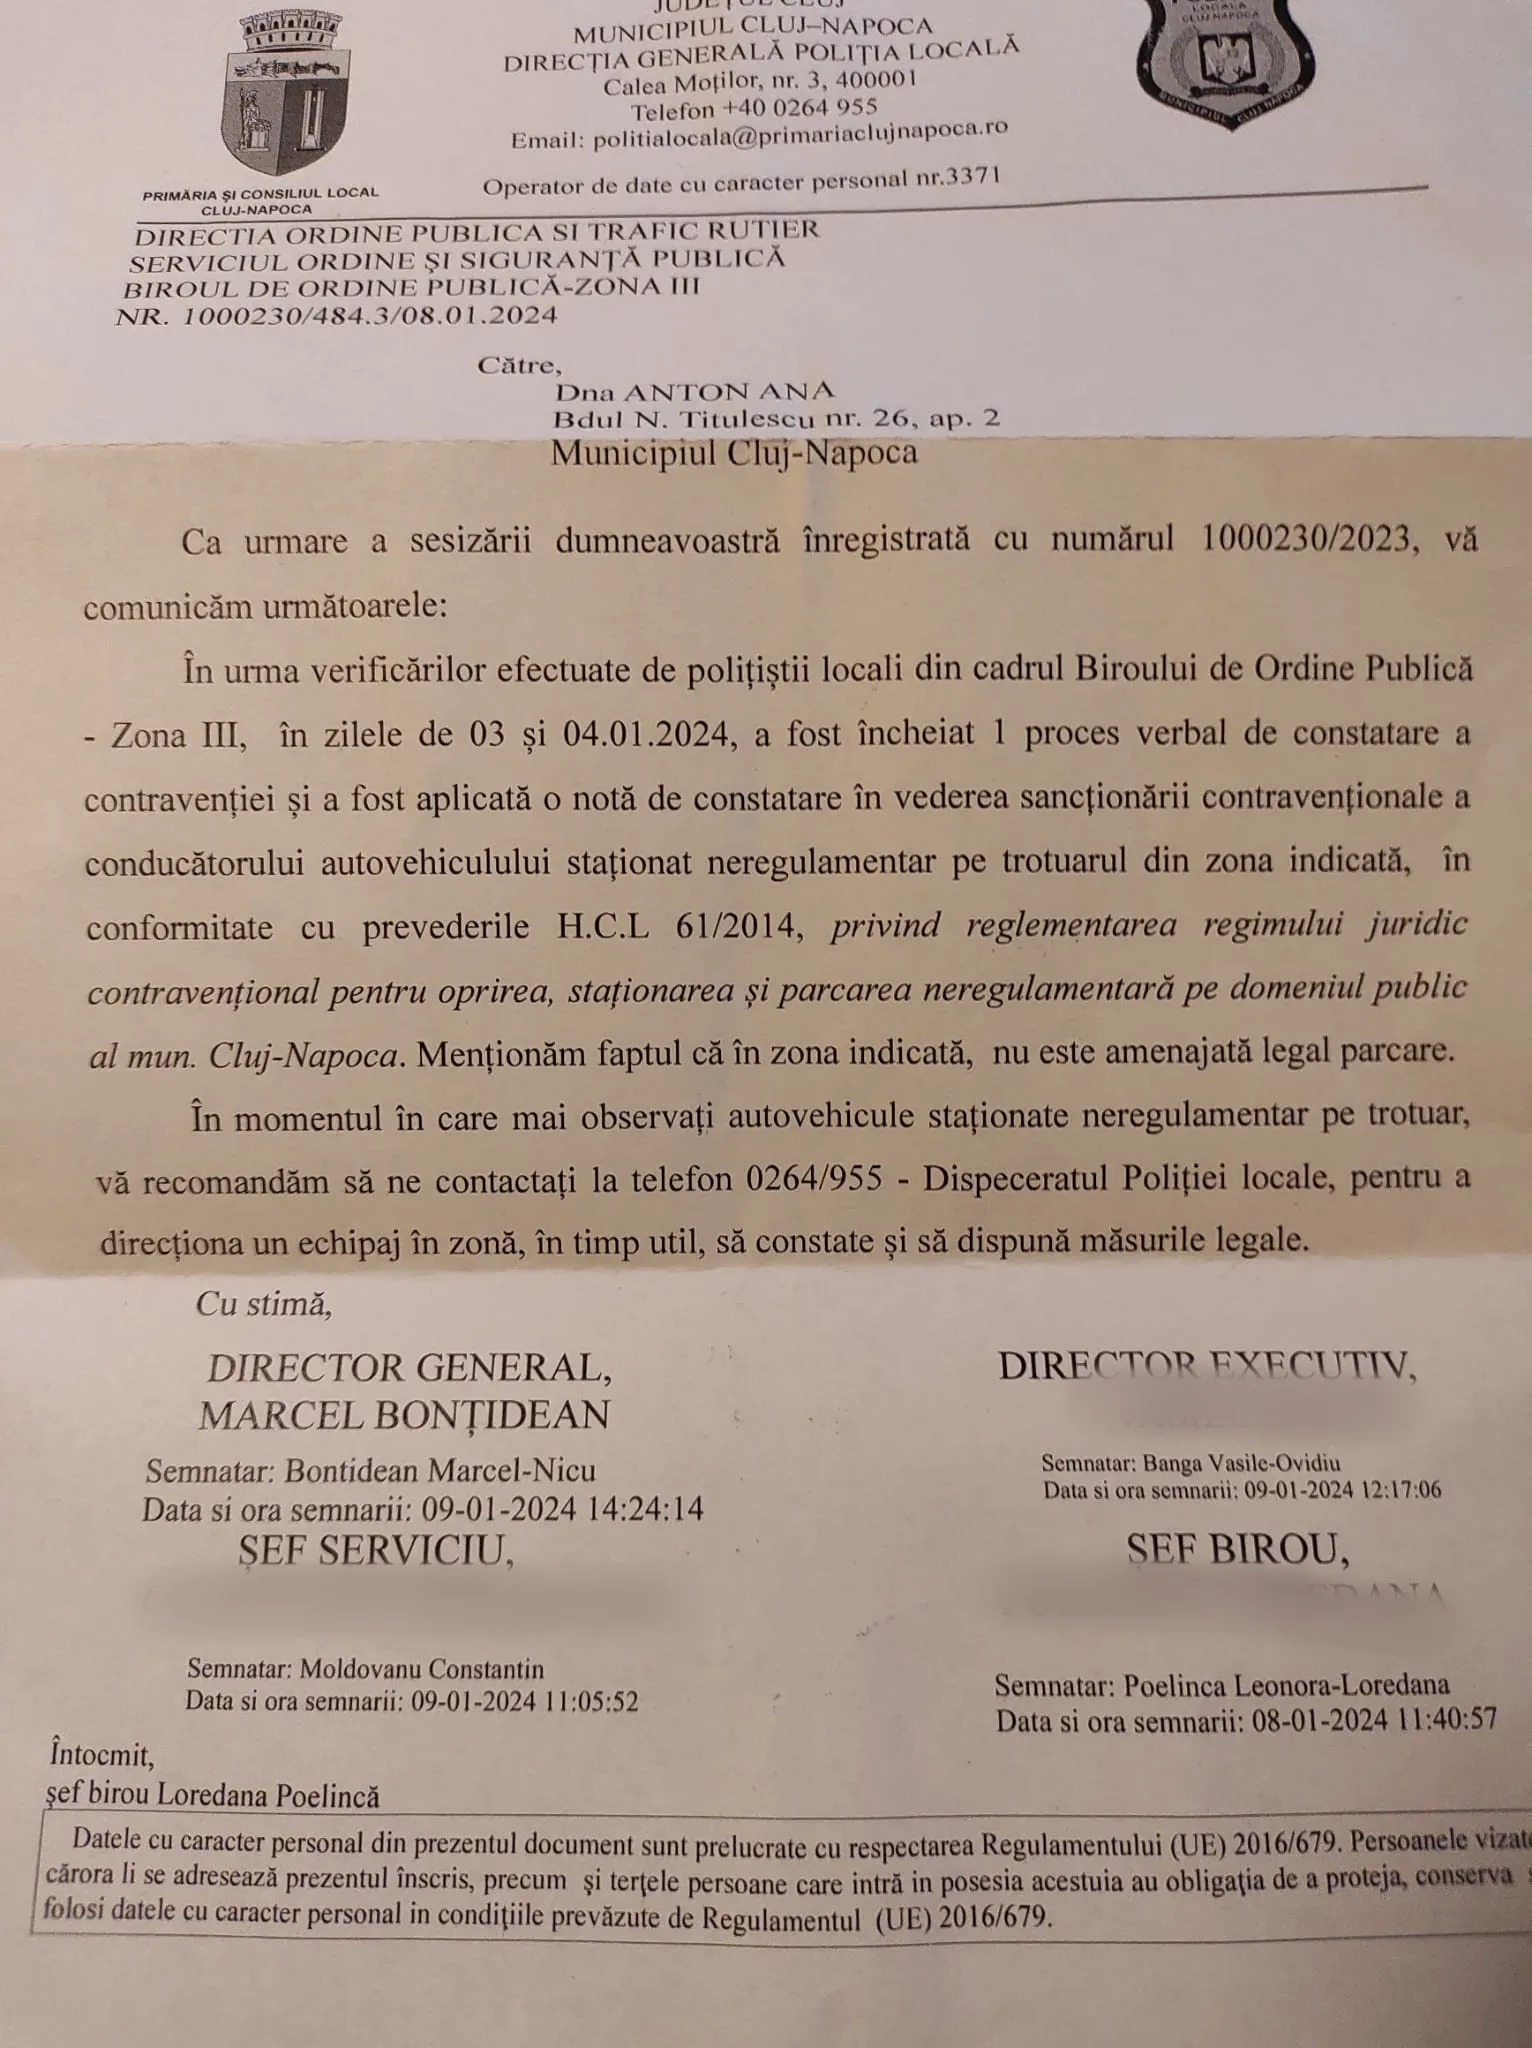 JUDEȚUL CLUJ
MUNICIPIUL CLUJ–NAPOCA
DIRECȚIA GENERALĂ POLIȚIA LOCALĂ
Calea Moților, nr. 3, 400001
Telefon +40 0264 955
Email: politialocala@primariaclujnapoca.ro
Operator de date cu caracter personal nr.3371
PRIMĂRIA ȘI CONSILIUL LOCAL
CLUJ-NAPOCA
LOCALA
CLUJ-NAPOCA
MUNICIPIUL CLUJ-NAPOCA
DIRECTIA ORDINE PUBLICA SI TRAFIC RUTIER
SERVICIUL ORDINE ȘI SIGURANȚĂ PUBLICĂ
BIROUL DE ORDINE PUBLICĂ-ZONA III
NR. 1000230/484.3/08.01.2024
Către,
Dna ANTON ANA
Bdul N. Titulescu nr. 26, ap. 2
Municipiul Cluj-Napoca
Ca urmare a sesizării dumneavoastră înregistrată cu numărul 1000230/2023, vă
comunicăm următoarele:
În urma verificărilor efectuate de polițiștii locali din cadrul Biroului de Ordine Publică
- Zona III, în zilele de 03 și 04.01.2024, a fost încheiat 1 proces verbal de constatare a
contravenției și a fost aplicată o notă de constatare în vederea sancționării contravenționale a
conducătorului autovehiculului staționat neregulamentar pe trotuarul din zona indicată, în
conformitate cu prevederile H.C.L 61/2014, privind reglementarea regimului juridic
contravențional pentru oprirea, staționarea și parcarea neregulamentară pe domeniul public
al mun. Cluj-Napoca. Menționăm faptul că în zona indicată, nu este amenajată legal parcare.
În momentul în care mai observați autovehicule staționate neregulamentar pe trotuar,
vă recomandăm să ne contactați la telefon 0264/955 - Dispeceratul Poliției locale, pentru a
direcționa un echipaj în zonă, în timp util, să constate și să dispună măsurile legale.
Cu stimă,
DIRECTOR GENERAL,
MARCEL BONȚIDEAN
Semnatar: Bontidean Marcel-Nicu
Data si ora semnarii: 09-01-2024 14:24:14
DIRECTOR EXECUTIV,
Semnatar: Banga Vasile-Ovidiu
Data si ora semnarii: 09-01-2024 12:17:06
ȘEF SERVICIU,
Semnatar: Moldovanu Constantin
Data si ora semnarii: 09-01-2024 11:05:52
ȘEF BIROU,
Semnatar: Poelinca Leonora-Loredana
Data si ora semnarii: 08-01-2024 11:40:57
Întocmit,
șef birou Loredana Poelincă
Datele cu caracter personal din prezentul document sunt prelucrate cu respectarea Regulamentului (UE) 2016/679. Persoanele vizate
cărora li se adresează prezentul înscris, precum și terţele persoane care intră in posesia acestuia au obligaţia de a proteja, conserva
folosi datele cu caracter personal in condiţiile prevăzute de Regulamentul (UE) 2016/679.